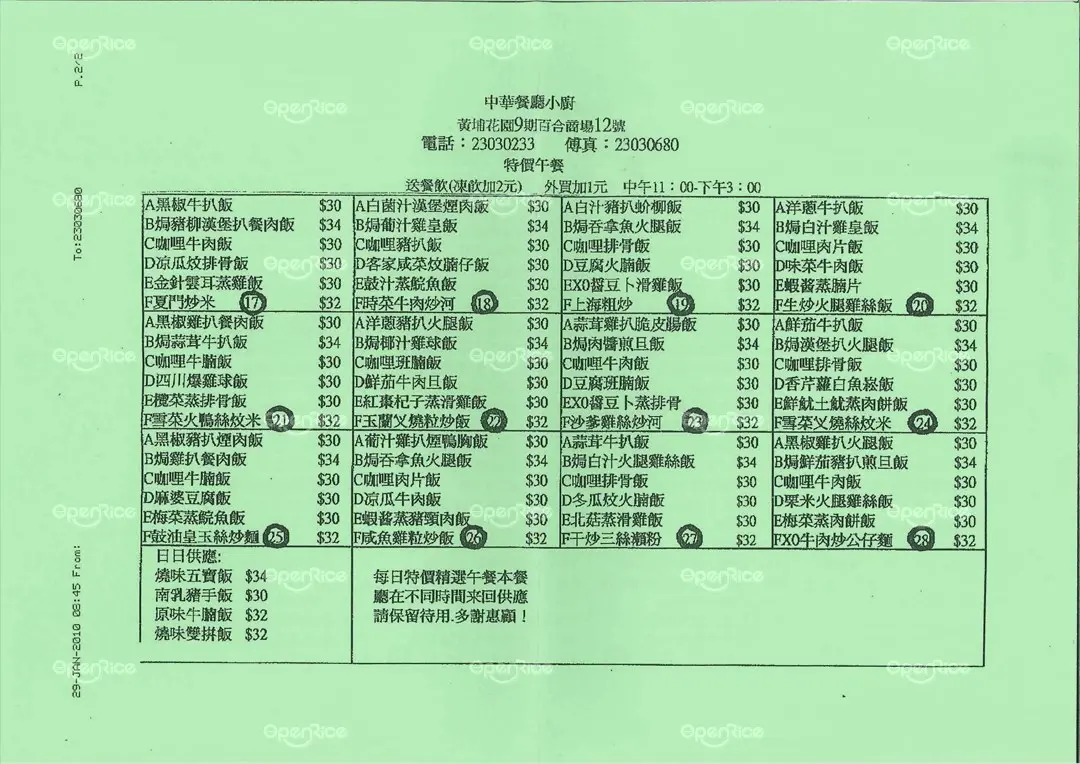 中華餐廳小廚
黃埔花園9期百合商場12號
電話：23030233 傳真：23030680
特價午餐
送餐飲(凍飲加2元) 外買加1元 中午11：00-下午3：00
A黑椒牛扒飯 $30
B焗豬柳漢堡扒餐肉飯 $34
C咖哩牛肉飯 $30
D凉瓜炆排骨飯 $30
E金針雲耳蒸雞飯 $30
F夏門炒米 17 $32
A白菌汁漢堡煙肉飯 $30
B焗葡汁雞皇飯 $34
C咖哩豬扒飯 $30
D客家咸菜炆腩仔飯 $30
E鼓汁蒸鯇魚飯 $30
F時菜牛肉炒河 18 $32
A白汁豬扒蚧柳飯 $30
B焗吞拿魚火腿飯 $34
C咖哩排骨飯 $30
D豆腐火腩飯 $30
EXO醤豆卜滑雞飯 $30
F上海粗炒 19 $32
A洋蔥牛扒飯 $30
B焗白汁雞皇飯 $34
C咖哩肉片飯 $30
D味菜牛肉飯 $30
E蝦醬蒸腩片 $30
F生炒火腿雞絲飯 20 $32
A黑椒雞扒餐肉飯 $30
B焗蒜茸牛扒飯 $34
C咖哩牛腩飯 $30
D四川爆雞球飯 $30
E欖菜蒸排骨飯 $30
F雪菜火鴨絲炆米 21 $32
A洋蔥豬扒火腿飯 $30
B焗椰汁雞球飯 $34
C咖哩班腩飯 $30
D鮮茄牛肉旦飯 $30
E紅棗杞子蒸滑雞飯 $30
F玉蘭叉燒粒炒飯 22 $32
A蒜茸雞扒脆皮腸飯 $30
B焗肉醬煎旦飯 $34
C咖哩牛肉飯 $30
D豆腐班腩飯 $30
EXO醤豆卜蒸排骨 $30
F沙爹雞絲炒河 23 $32
A鮮茄牛扒飯 $30
B焗漢堡扒火腿飯 $34
C咖哩排骨飯 $30
D香芹蘿白魚崧飯 $30
E鮮魷土魷蒸肉餅飯 $30
F雪菜叉燒絲炆米 24 $32
A黑椒豬扒煙肉飯 $30
B焗雞扒餐肉飯 $34
C咖哩牛腩飯 $30
D麻婆豆腐飯 $30
E梅菜蒸鯇魚飯 $30
F鼓油皇玉絲炒麵 25 $32
A葡汁雞扒煙鴨胸飯 $30
B焗吞拿魚火腿飯 $34
C咖哩肉片飯 $30
D凉瓜牛肉飯 $30
E蝦醬蒸豬頸肉飯 $30
F咸魚雞粒炒飯 26 $32
A蒜茸牛扒飯 $30
B焗白汁火腿雞絲飯 $34
C咖哩排骨飯 $30
D冬瓜炆火腩飯 $30
E北菇蒸滑雞飯 $30
F干炒三絲瀨粉 27 $32
A黑椒雞扒火腿飯 $30
B焗鮮茄豬扒煎旦飯 $34
C咖哩牛肉飯 $30
D栗米火腿雞絲飯 $30
E梅菜蒸肉餅飯 $30
FXO牛肉炒公仔麵 28 $32
日日供應:
燒味五寶飯 $34
南乳豬手飯 $30
原味牛腩飯 $32
燒味雙拼飯 $32
每日特價精選午餐本餐
廳在不同時間来回供應
請保留待用.多謝惠顧！
29-JAN-2010 08:45 From: To:23030680 P.2/2
OpenRice